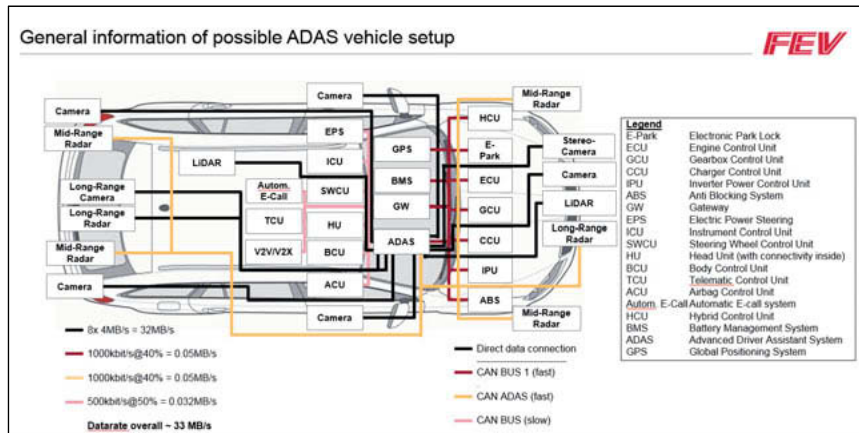 General information of possible ADAS vehicle setup
FEV
Camera
Mid-Range
Radar
Long-Range
Camera
Long-Range
Radar
Mid-Range
Radar
Camera
LiDAR
Autom.
E-Call
TCU
V2V/V2X
Camera
EPS
ICU
SWCU
HU
BCU
ACU
Camera
GPS
BMS
GW
ADAS
HCU
E-
Park
ECU
GCU
CCU
IPU
ABS
Mid-Range
Radar
Stereo-
Camera
Camera
LiDAR
Long-Range
Radar
Mid-Range
Radar
Legend
E-Park Electronic Park Lock
ECU Engine Control Unit
GCU Gearbox Control Unit
CCU Charger Control Unit
IPU Inverter Power Control Unit
ABS Anti Blocking System
GW Gateway
EPS Electric Power Steering
ICU Instrument Control Unit
SWCU Steering Wheel Control Unit
HU Head Unit (with connectivity inside)
BCU Body Control Unit
TCU Telematic Control Unit
ACU Airbag Control Unit
Autom. E-Call Automatic E-call system
HCU Hybrid Control Unit
BMS Battery Management System
ADAS Advanced Driver Assistant System
GPS Global Positioning System
8x 4MB/s = 32MB/s
1000kbit/s@40% = 0.05MB/s
1000kbit/s@40% = 0.05MB/s
500kbit/s@50% = 0.032MB/s
Datarate overall ~ 33 MB/s
Direct data connection
CAN BUS 1 (fast)
CAN ADAS (fast)
CAN BUS (slow)